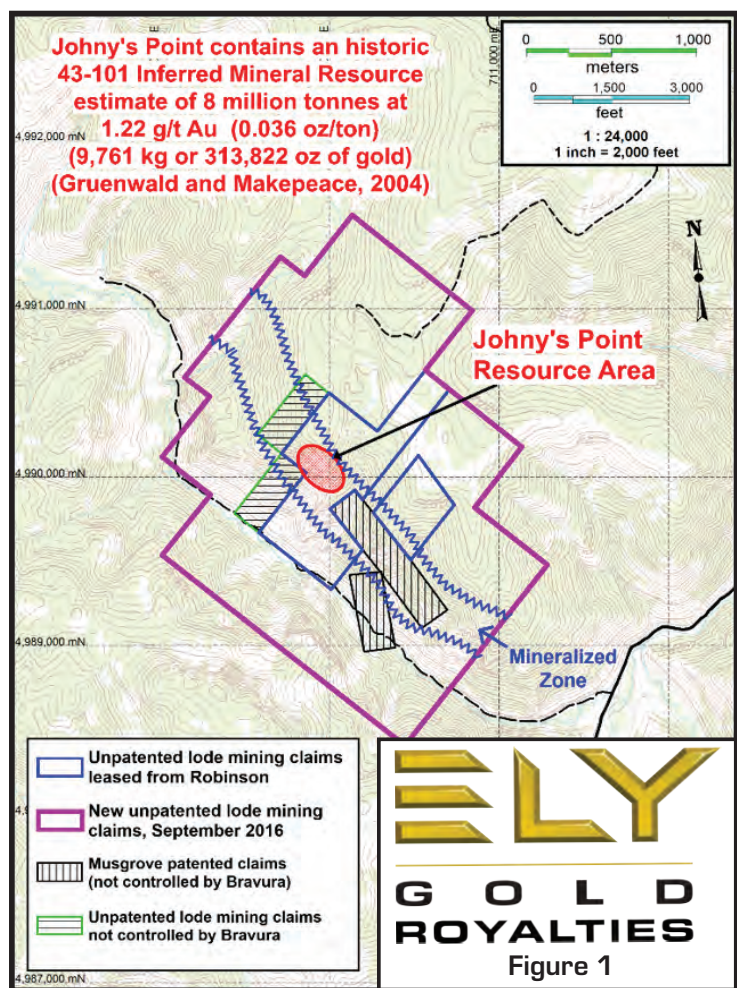 Johny's Point contains an historic
43-101 Inferred Mineral Resource
estimate of 8 million tonnes at
1.22 g/t Au (0.036 oz/ton)
(9,761 kg or 313,822 oz of gold)
(Gruenwald and Makepeace, 2004)
E
E
711,000 mE
0 500 1,000
meters
0 1,500 3,000
feet
1 : 24,000
1 inch = 2,000 feet
4,992,000 mN
N
4,991,000 mN
Johny's Point
Resource Area
4,990,000 mN
4,989,000 mN
Mineralized
Zone
Unpatented lode mining claims
leased from Robinson
New unpatented lode mining
claims, September 2016
Musgrove patented claims
(not controlled by Bravura)
Unpatented lode mining claims
not controlled by Bravura
4,987,000 mN
ELY
GOLD
ROYALTIES
Figure 1